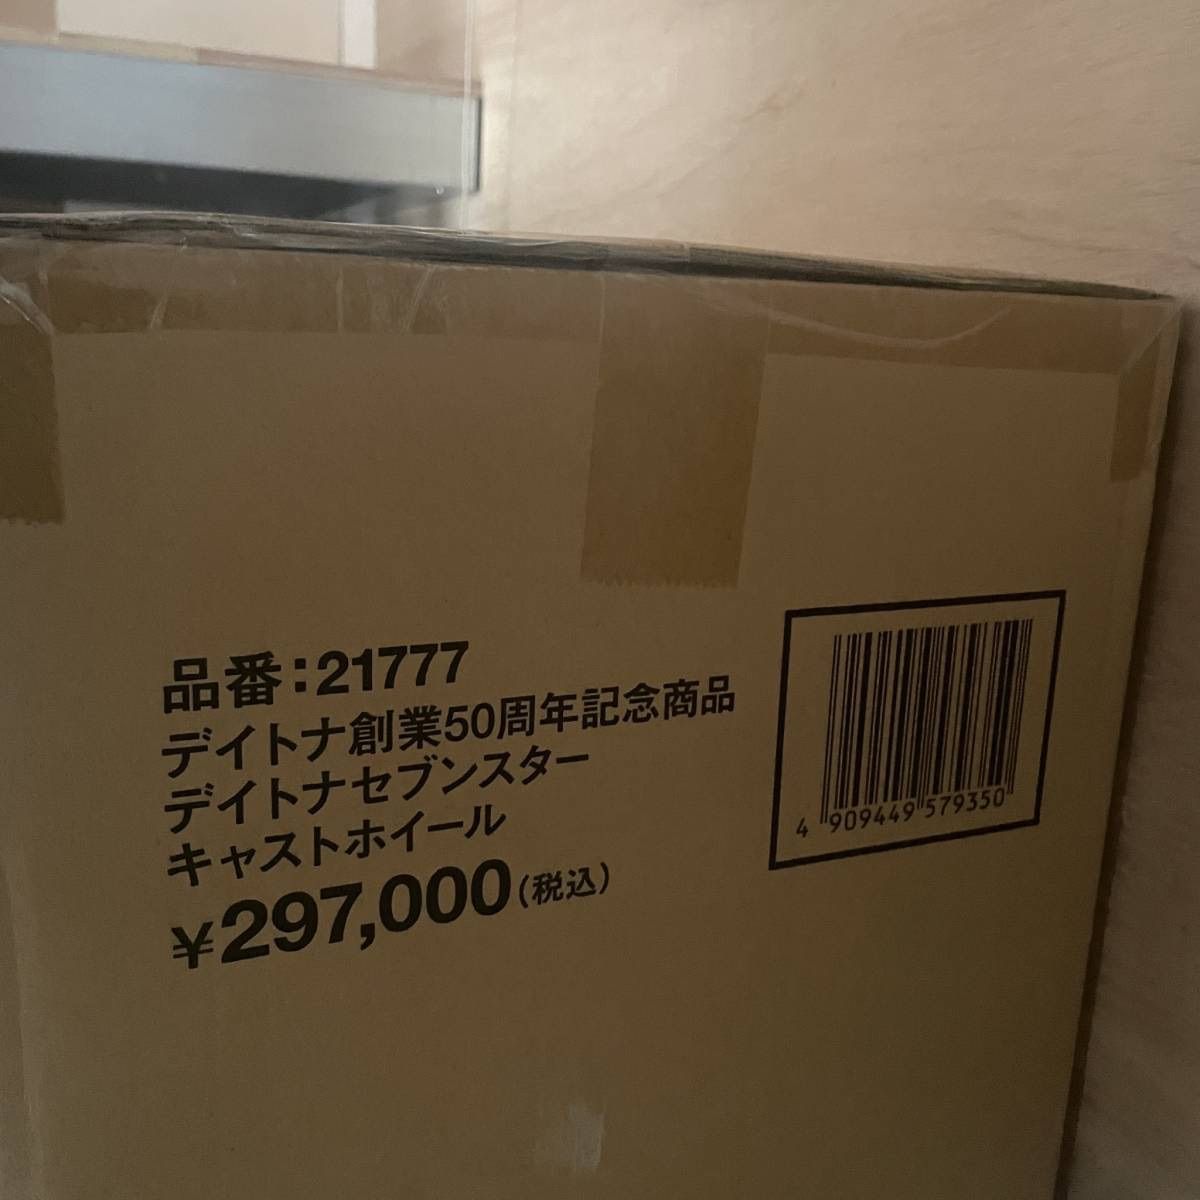 品番:21777
デイトナ創業50周年記念商品
デイトナセブンスター
キャストホイール
¥297,000(税込)
4 909449 579350